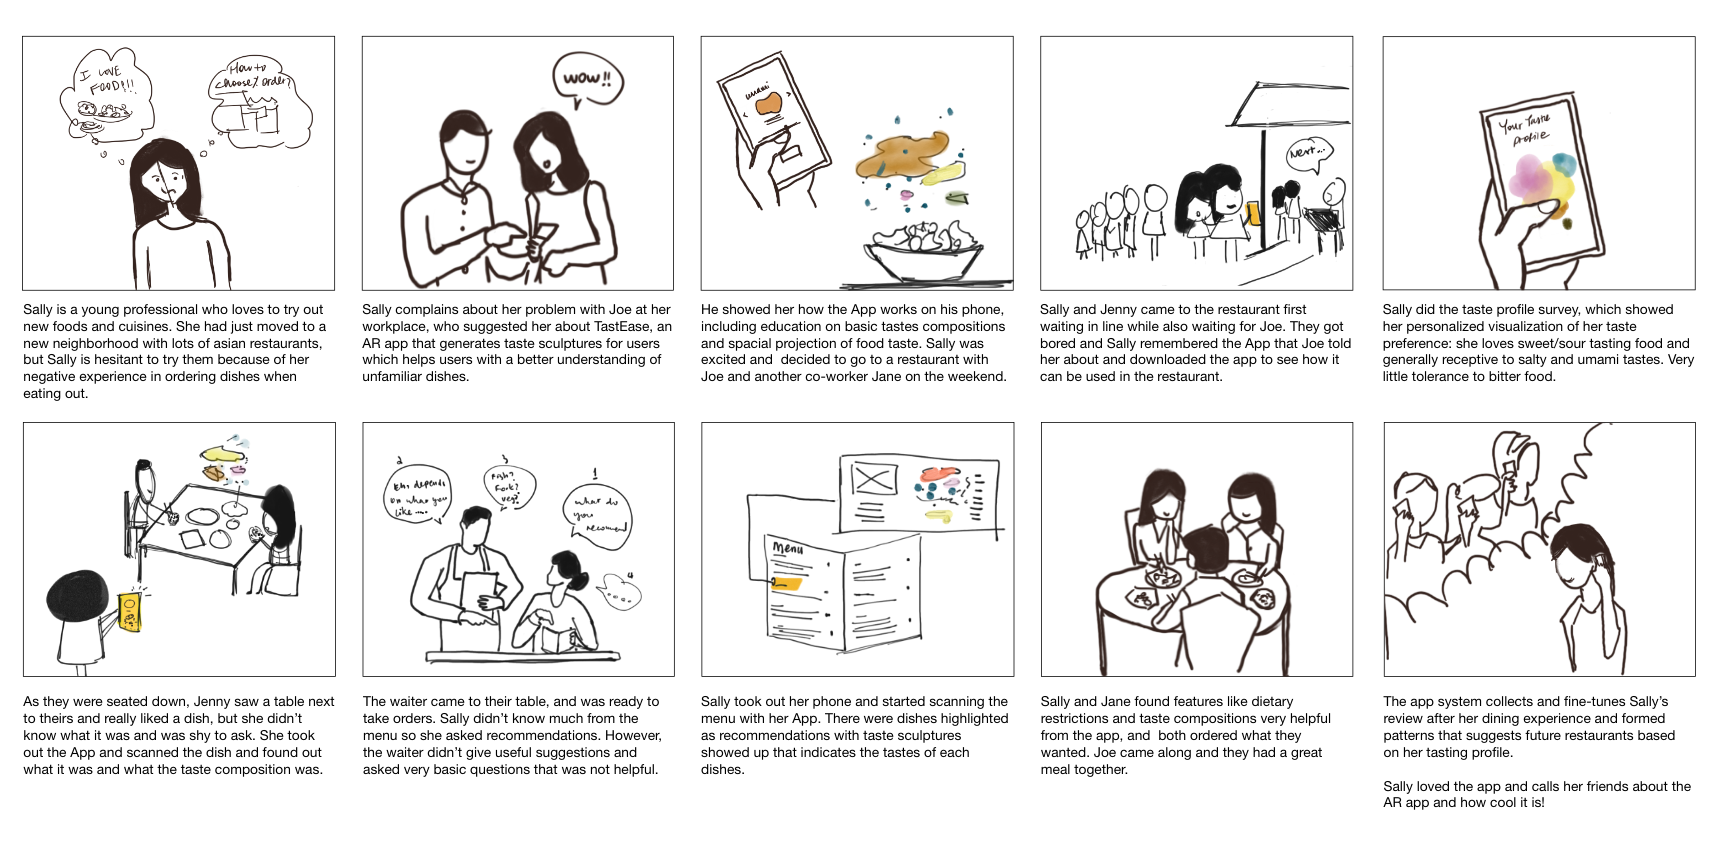 I LOVE
FOOD!!!
How to
choose/order?
Sally is a young professional who loves to try out
new foods and cuisines. She had just moved to a
new neighborhood with lots of asian restaurants,
but Sally is hesitant to try them because of her
negative experience in ordering dishes when
eating out.
WOW!!
Sally complains about her problem with Joe at her
workplace, who suggested her about TastEase, an
AR app that generates taste sculptures for users
which helps users with a better understanding of
unfamiliar dishes.
umami
He showed her how the App works on his phone,
including education on basic tastes compositions
and spacial projection of food taste. Sally was
excited and  decided to go to a restaurant with
Joe and another co-worker Jane on the weekend.
Next...
Sally and Jenny came to the restaurant first
waiting in line while also waiting for Joe. They got
bored and Sally remembered the App that Joe told
her about and downloaded the app to see how it
can be used in the restaurant.
Your Taste
Profile
Sally did the taste profile survey, which showed
her personalized visualization of her taste
preference: she loves sweet/sour tasting food and
generally receptive to salty and umami tastes. Very
little tolerance to bitter food.
As they were seated down, Jenny saw a table next
to theirs and really liked a dish, but she didn't
know what it was and was shy to ask. She took
out the App and scanned the dish and found out
what it was and what the taste composition was.
2
depends
on what you
like....
3
Fish?
Pork?
veg?
1
what do
you
recomend
4
....
The waiter came to their table, and was ready to
take orders. Sally didn't know much from the
menu so she asked recommendations. However,
the waiter didn't give useful suggestions and
asked very basic questions that was not helpful.
Menu
Sally took out her phone and started scanning the
menu with her App. There were dishes highlighted
as recommendations with taste sculptures
showed up that indicates the tastes of each
dishes.
Sally and Jane found features like dietary
restrictions and taste compositions very helpful
from the app, and  both ordered what they
wanted. Joe came along and they had a great
meal together.
The app system collects and fine-tunes Sally's
review after her dining experience and formed
patterns that suggests future restaurants based
on her tasting profile.
Sally loved the app and calls her friends about the
AR app and how cool it is!